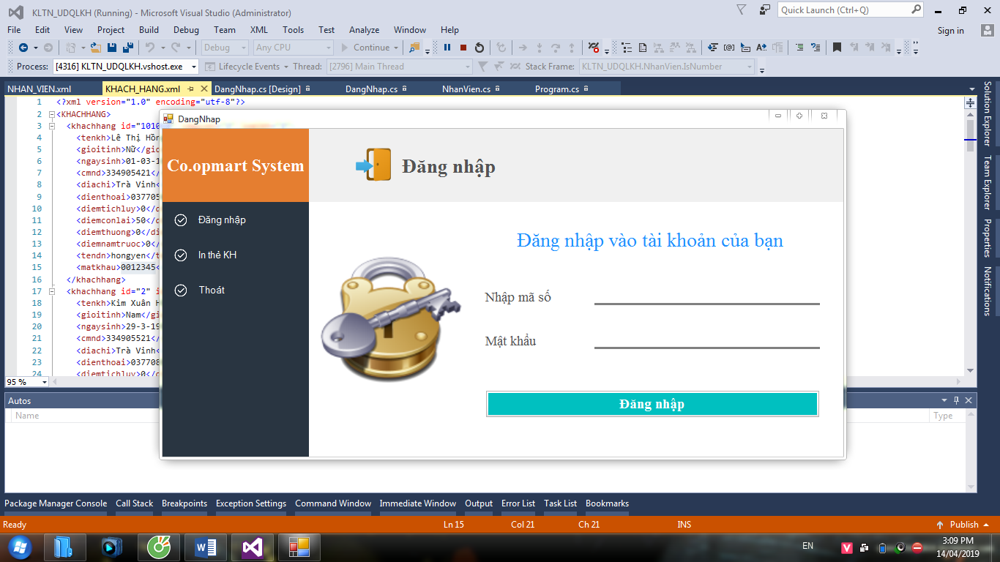 KLTN_UDQLKH (Running) - Microsoft Visual Studio (Administrator)
Quick Launch (Ctrl+Q)
File Edit View Project Build Debug Team XML Tools Test Analyze Window Help
Sign in
Debug Any CPU Continue
Process: [4316] KLTN_UDQLKH.vshost.exe Lifecycle Events Thread: [2796] Main Thread Stack Frame: KLTN_UDQLKH.NhanVien.IsNumber
NHAN_VIEN.xml KHACH_HANG.xml DangNhap.cs [Design] DangNhap.cs NhanVien.cs Program.cs
1 <?xml version="1.0" encoding="utf-8"?>
2 <KHACHHANG>
3 <khachhang id="1010
4 <tenkh>Lê Thị Hồn
5 <gioitinh>Nữ</gio
6 <ngaysinh>01-03-1
7 <cmnd>334905421</
8 <diachi>Trà Vinh<
9 <dienthoai>037705
10 <diemtichluy>0</d
11 <diemconlai>50</d
12 <diemthuong>0</di
13 <diemnamtruoc>0</
14 <tendn>hongyen</t
15 <matkhau>0012345<
16 </khachhang>
17 <khachhang id="2" i
18 <tenkh>Kim Xuân H
19 <gioitinh>Nam</gi
20 <ngaysinh>29-3-19
21 <cmnd>334905521</
22 <diachi>Trà Vinh<
23 <dienthoai>037708
24 <diemtichluy>0</d
95 %
DangNhap
Co.opmart System
Đăng nhập
Đăng nhập
In thẻ KH
Thoát
Đăng nhập vào tài khoản của bạn
Nhập mã số
Mật khẩu
Đăng nhập
Solution Explorer
Team Explorer
Properties
Notifications
Autos
Name Type
Package Manager Console Call Stack Breakpoints Exception Settings Command Window Immediate Window Output Error List Task List Bookmarks
Ready Ln 15 Col 21 Ch 21 INS Publish
EN
3:09 PM
14/04/2019